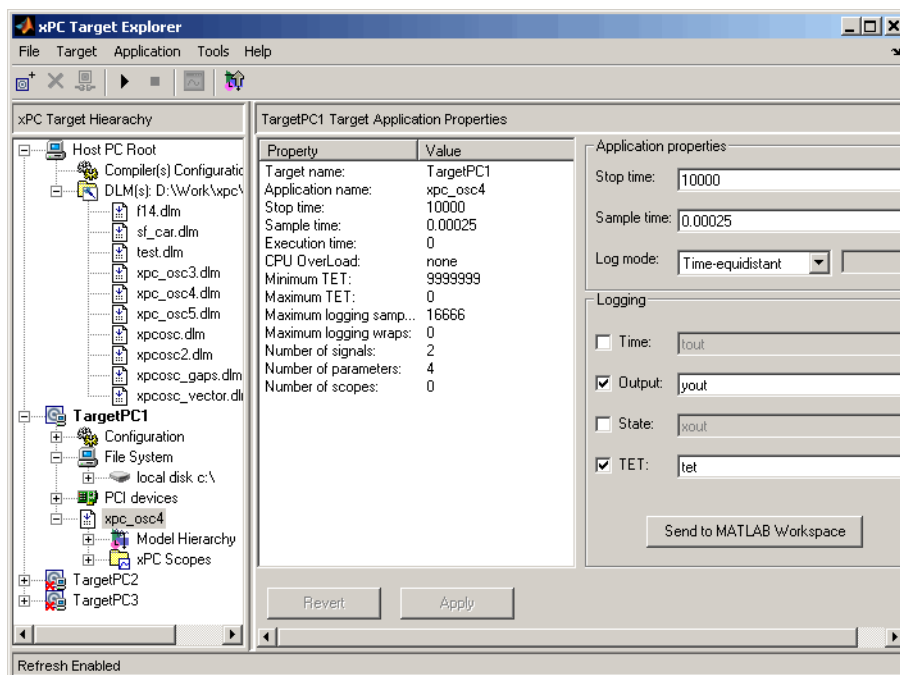 xPC Target Explorer
File Target Application Tools Help
xPC Target Hiearachy
Host PC Root
Compiler(s) Configuratic
DLM(s): D:\Work\xpc\
f14.dlm
sf_car.dlm
test.dlm
xpc_osc3.dlm
xpc_osc4.dlm
xpc_osc5.dlm
xpcosc.dlm
xpcosc2.dlm
xpcosc_gaps.dlm
xpcosc_vector.dl
TargetPC1
Configuration
File System
local disk c:\
PCI devices
xpc_osc4
Model Hierarchy
xPC Scopes
TargetPC2
TargetPC3
TargetPC1 Target Application Properties
Property Value
Target name: TargetPC1
Application name: xpc_osc4
Stop time: 10000
Sample time: 0.00025
Execution time: 0
CPU OverLoad: none
Minimum TET: 9999999
Maximum TET: 0
Maximum logging samp... 16666
Maximum logging wraps: 0
Number of signals: 2
Number of parameters: 4
Number of scopes: 0
Revert Apply
Application properties
Stop time: 10000
Sample time: 0.00025
Log mode: Time-equidistant
Logging
Time: tout
Output: yout
State: xout
TET: tet
Send to MATLAB Workspace
Refresh Enabled